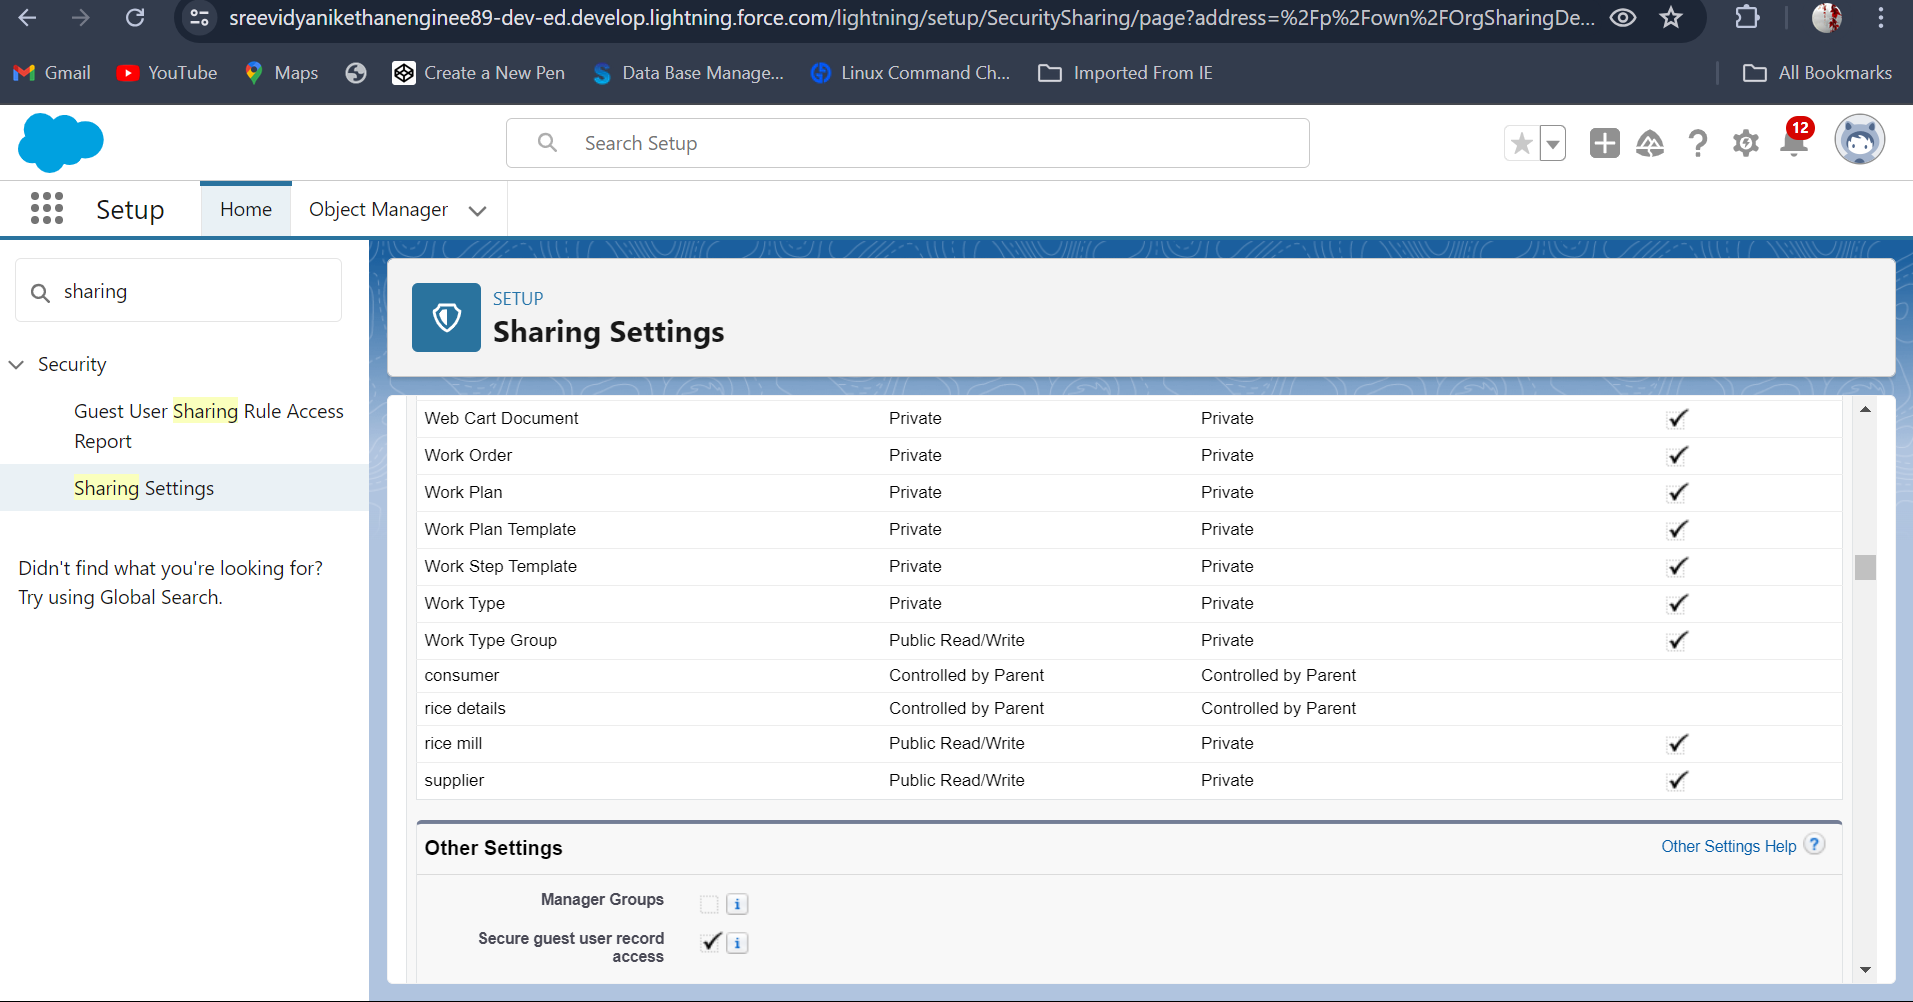 sreevidyanikethanenginee89-dev-ed.develop.lightning.force.com/lightning/setup/SecuritySharing/page?address=%2Fp%2Fown%2FOrgSharingDe...
Gmail YouTube Maps Create a New Pen Data Base Manage... Linux Command Ch... Imported From IE All Bookmarks
Search Setup
12
Setup Home Object Manager
sharing
Security
Guest User Sharing Rule Access
Report
Sharing Settings
Didn't find what you're looking for?
Try using Global Search.
SETUP
Sharing Settings
Web Cart Document Private Private
Work Order Private Private
Work Plan Private Private
Work Plan Template Private Private
Work Step Template Private Private
Work Type Private Private
Work Type Group Public Read/Write Private
consumer Controlled by Parent Controlled by Parent
rice details Controlled by Parent Controlled by Parent
rice mill Public Read/Write Private
supplier Public Read/Write Private
Other Settings Other Settings Help ?
Manager Groups i
Secure guest user record i
access